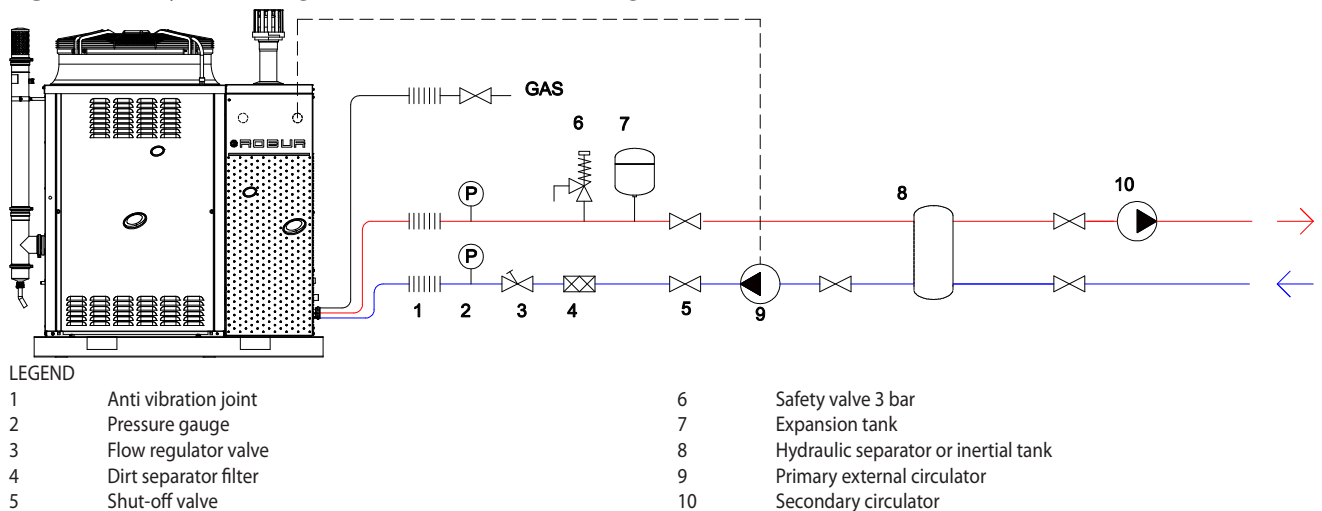 ROBUR
GAS
6
7
P
8
10
P
1
2
3
4
5
9
LEGEND
1 Anti vibration joint
2 Pressure gauge
3 Flow regulator valve
4 Dirt separator filter
5 Shut-off valve
6 Safety valve 3 bar
7 Expansion tank
8 Hydraulic separator or inertial tank
9 Primary external circulator
10 Secondary circulator